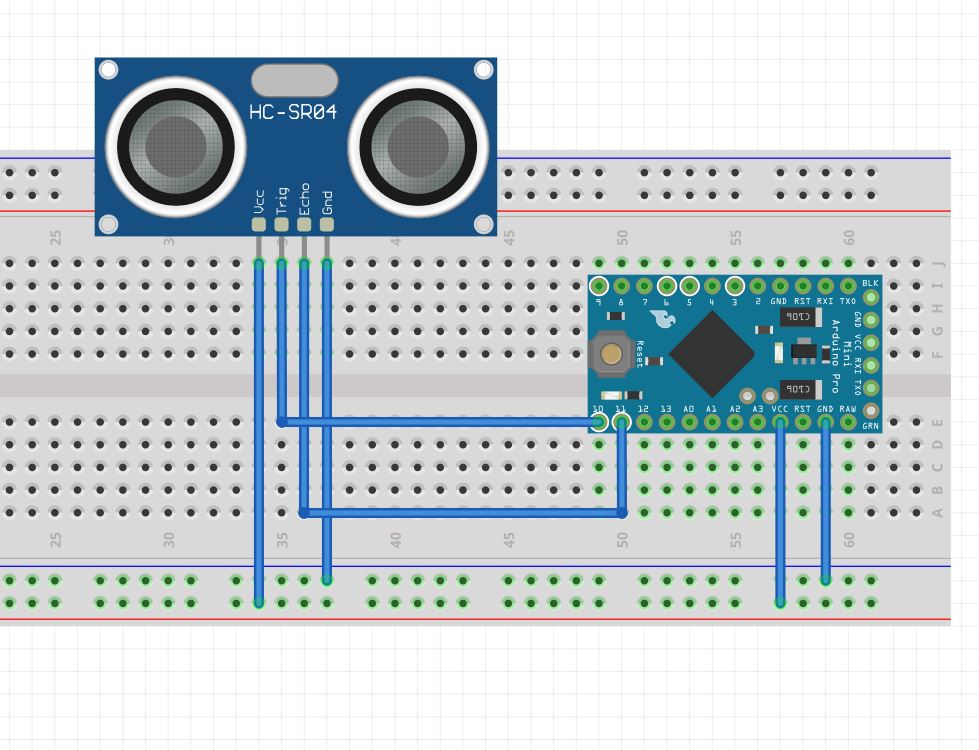 HC-SR04
Vcc
Trig
Echo
Gnd
25
3
35
4
45
50
55
60
J
I
H
G
F
9 8 7 6 5 4 3 2 GND RST RXI TXO
BLK
GND
VCC
RXI
TXO
GRN
Reset
Arduino Pro
Mini
10 11 12 13 A0 A1 A2 A3 VCC RST GND RAW
E
D
C
B
A
25
30
35
40
45
50
55
60